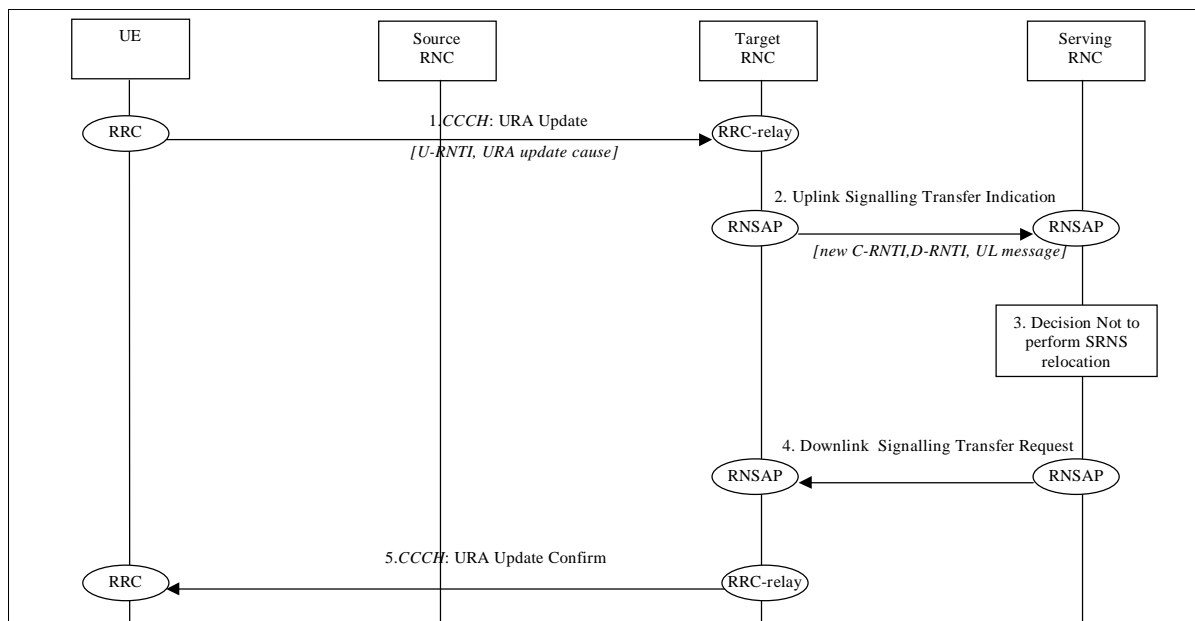 UE
Source
RNC
Target
RNC
Serving
RNC
RRC
1.CCCH: URA Update
[U-RNTI, URA update cause]
RRC-relay
2. Uplink Signalling Transfer Indication
RNSAP
RNSAP
[new C-RNTI,D-RNTI, UL message]
3. Decision Not to
perform SRNS
relocation
4. Downlink  Signalling Transfer Request
RNSAP
RNSAP
5.CCCH: URA Update Confirm
RRC
RRC-relay